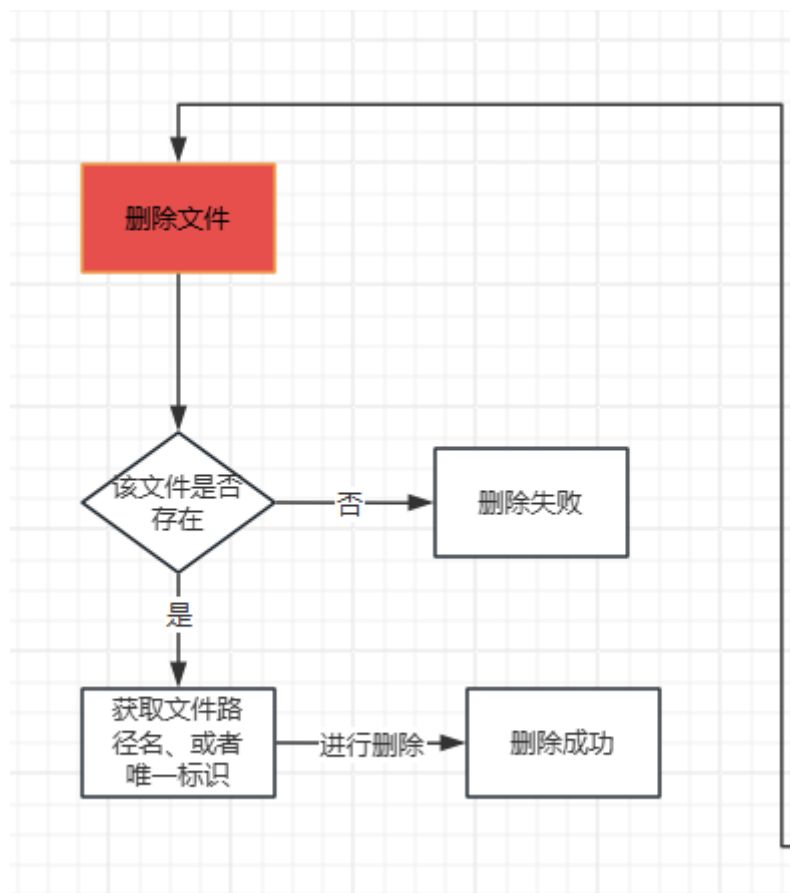 删除文件
该文件是否
存在
否
删除失败
是
获取文件路
径名、或者
唯一标识
进行删除
删除成功